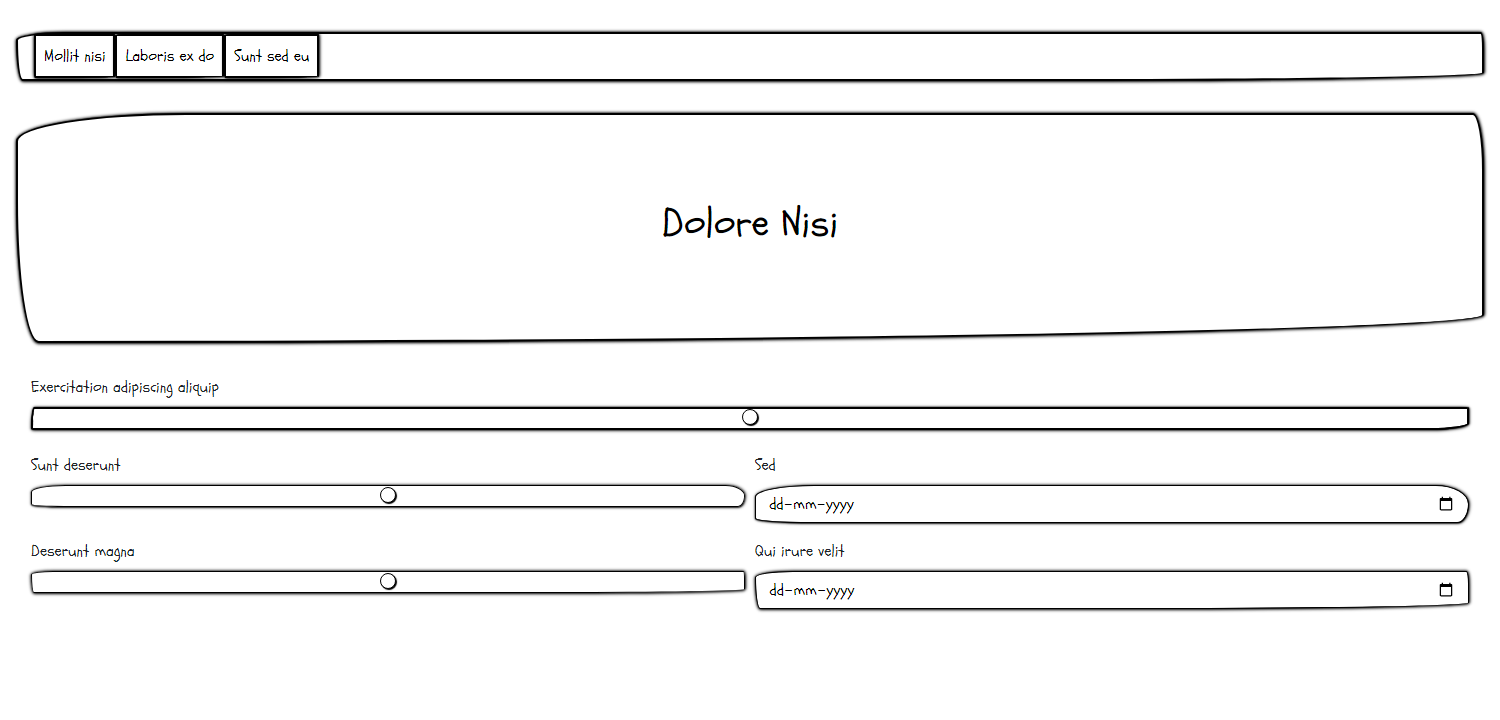 Mollit nisi Laboris ex do Sunt sed eu
Dolore Nisi
Exercitation adipiscing aliquip
Sunt deserunt
Sed
dd-mm-yyyy
Deserunt magna
Qui irure velit
dd-mm-yyyy